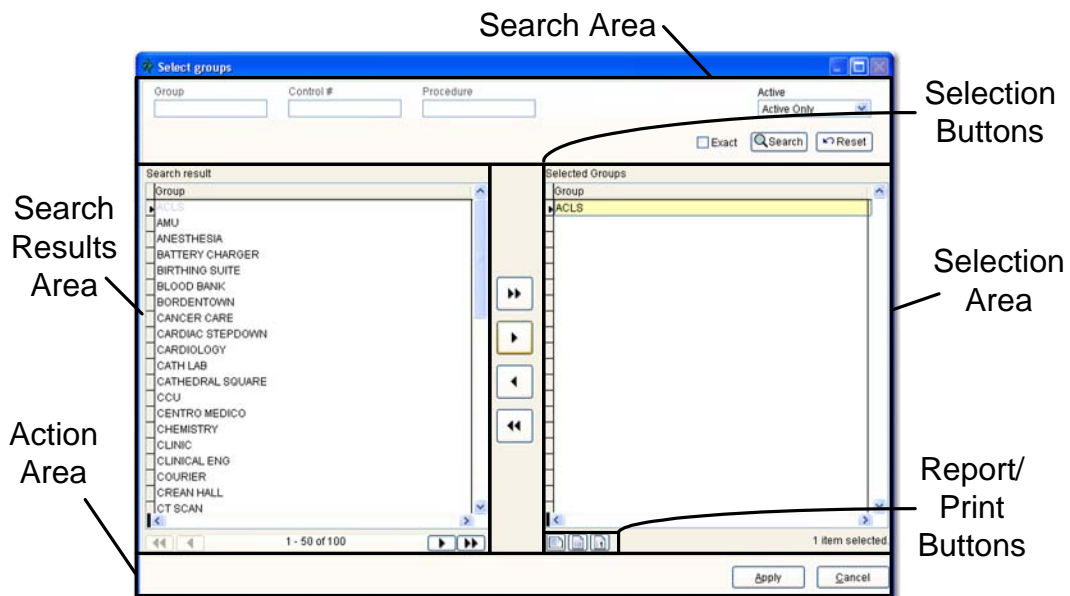 Search Area
Select groups
Group Control # Procedure Active
Active Only
Exact Search Reset
Selection
Buttons
Search result
Group
ACLS
AMU
ANESTHESIA
BATTERY CHARGER
BIRTHING SUITE
BLOOD BANK
BORDENTOWN
CANCER CARE
CARDIAC STEPDOWN
CARDIOLOGY
CATH LAB
CATHEDRAL SQUARE
CCU
CENTRO MEDICO
CHEMISTRY
CLINIC
CLINICAL ENG
COURIER
CREAN HALL
CT SCAN
1 - 50 of 100
Selected Groups
Group
ACLS
1 item selected
Search
Results
Area
Selection
Area
Action
Area
Report/
Print
Buttons
Apply Cancel